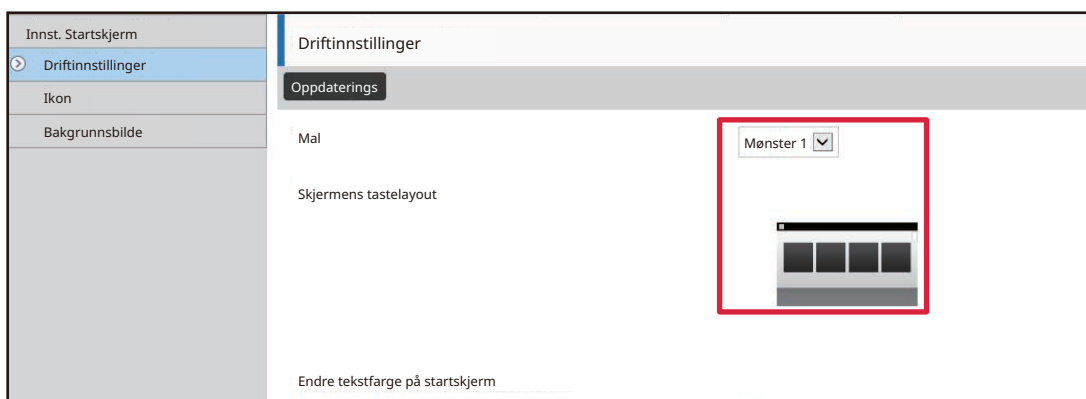 Innst. Startskjerm
Driftinnstillinger
Ikon
Bakgrunnsbilde
Driftinnstillinger
Oppdaterings
Mal
Mønster 1
Skjermens tastelayout
Endre tekstfarge på startskjerm